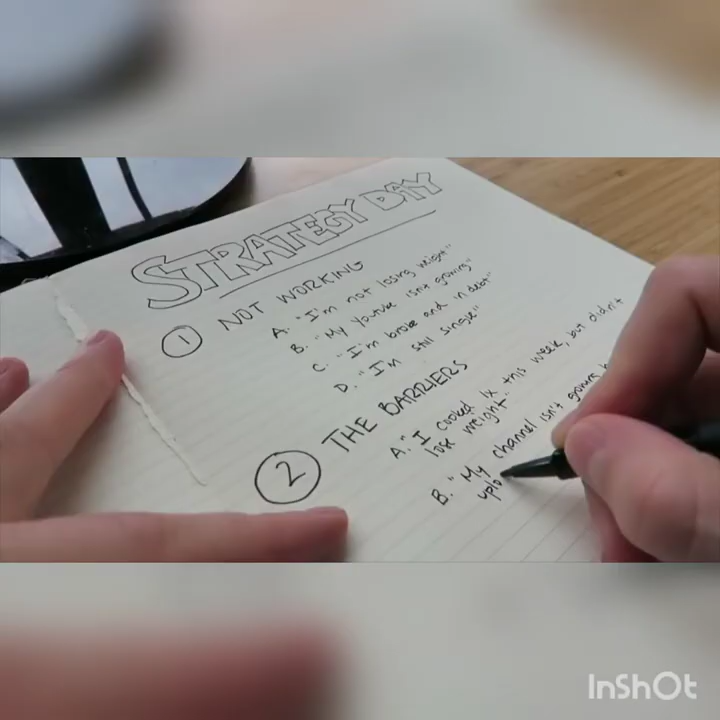 STRATEGY DAY
1 NOT WORKING
A. "I'm not losing weight"
B. "My Youtube isn't growing"
C. "I'm broke and in debt"
D. "I'm still single"
2 THE BARRIERS
A. "I cooked 1x this week, but didn't
lose weight"
B. "My channel isn't growing
uplo
InShOt